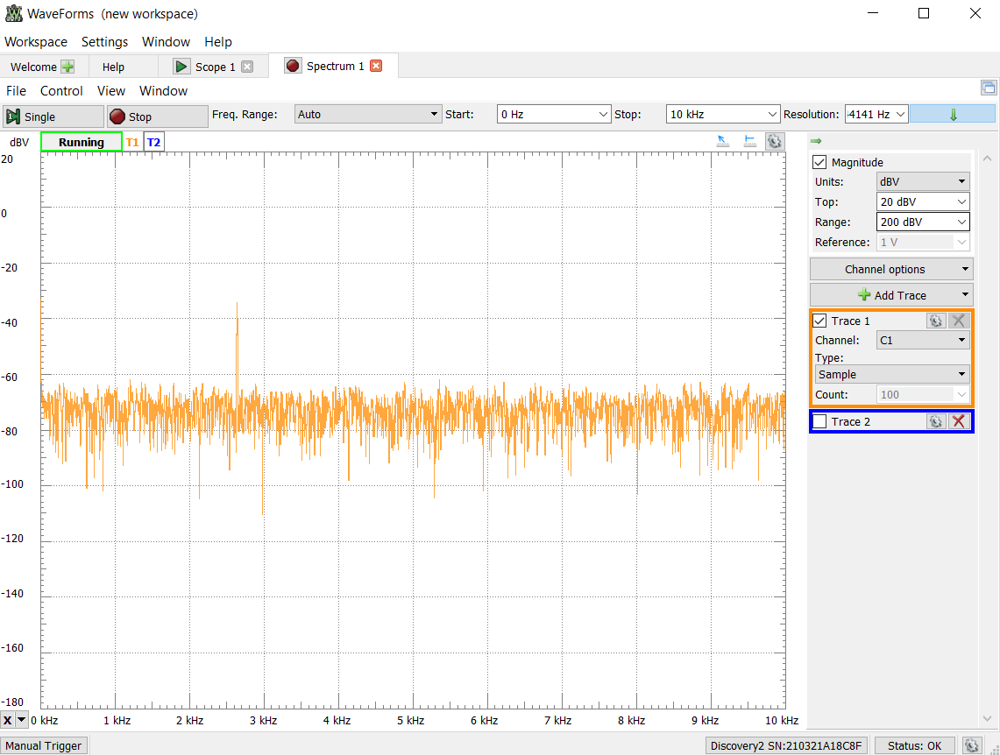 WaveForms (new workspace)
Workspace Settings Window Help
Welcome Help Scope 1 Spectrum 1
File Control View Window
Single Stop Freq. Range: Auto Start: 0 Hz Stop: 10 kHz Resolution: 4141 Hz
dBV Running T1 T2
20
0
-20
-40
-60
-80
-100
-120
-140
-160
-180
X 0 kHz 1 kHz 2 kHz 3 kHz 4 kHz 5 kHz 6 kHz 7 kHz 8 kHz 9 kHz 10 kHz
Magnitude
Units: dBV
Top: 20 dBV
Range: 200 dBV
Reference: 1 V
Channel options
Add Trace
Trace 1
Channel: C1
Type:
Sample
Count: 100
Trace 2
Manual Trigger Discovery2 SN:210321A18C8F Status: OK